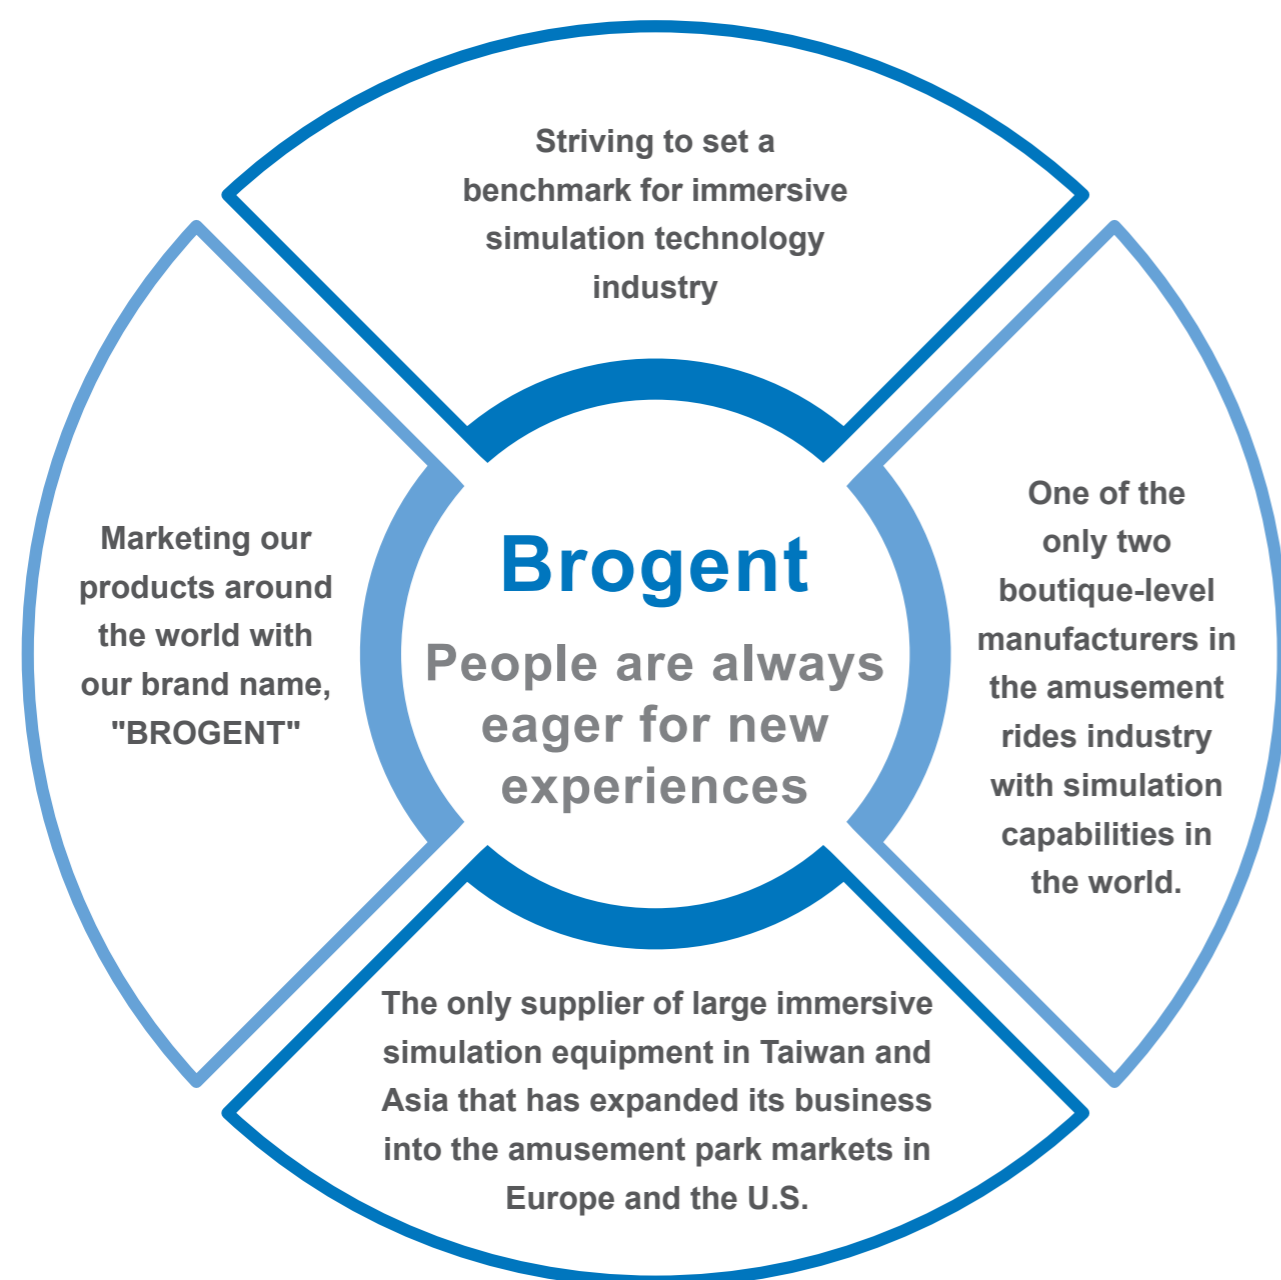 Striving to set a
benchmark for immersive
simulation technology
industry
Marketing our
products around
the world with
our brand name,
"BROGENT"
Brogent
People are always
eager for new
experiences
One of the
only two
boutique-level
manufacturers in
the amusement
rides industry
with simulation
capabilities in
the world.
The only supplier of large immersive
simulation equipment in Taiwan and
Asia that has expanded its business
into the amusement park markets in
Europe and the U.S.